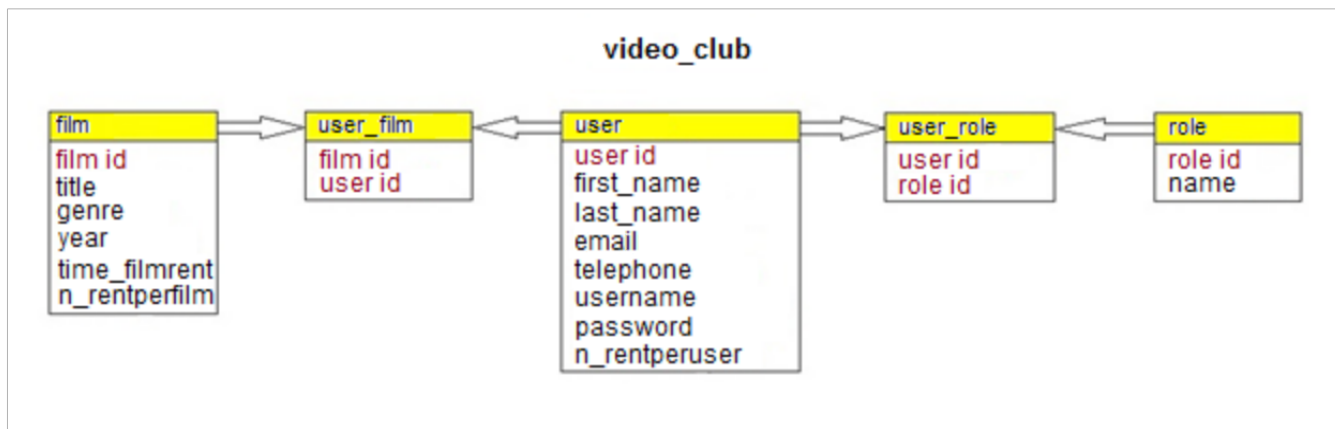 video_club
film
film id
title
genre
year
time_filmrent
n_rentperfilm
user_film
film id
user id
user
user id
first_name
last_name
email
telephone
username
password
n_rentperuser
user_role
user id
role id
role
role id
name